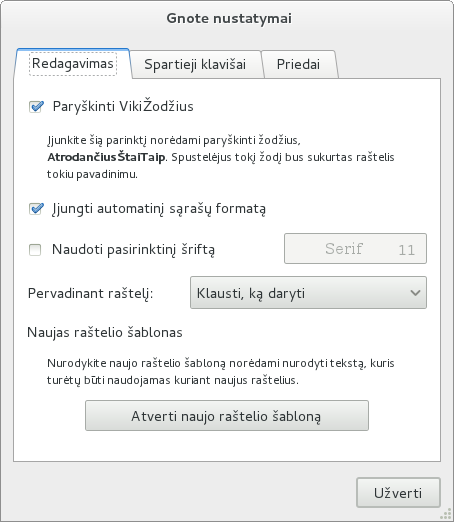 Gnote nustatymai
Redagavimas
Spartieji klavišai
Priedai
Paryškinti VikiŽodžius
Įjunkite šią parinktį norėdami paryškinti žodžius,
AtrodančiusŠtaiTaip. Spustelėjus tokį žodį bus sukurtas raštelis
tokiu pavadinimu.
Įjungti automatinį sąrašų formatą
Naudoti pasirinktinį šriftą
Serif 11
Pervadinant raštelį:
Klausti, ką daryti
Naujas raštelio šablonas
Nurodykite naujo raštelio šabloną norėdami nurodyti tekstą, kuris
turėtų būti naudojamas kuriant naujus raštelius.
Atverti naujo raštelio šabloną
Užverti